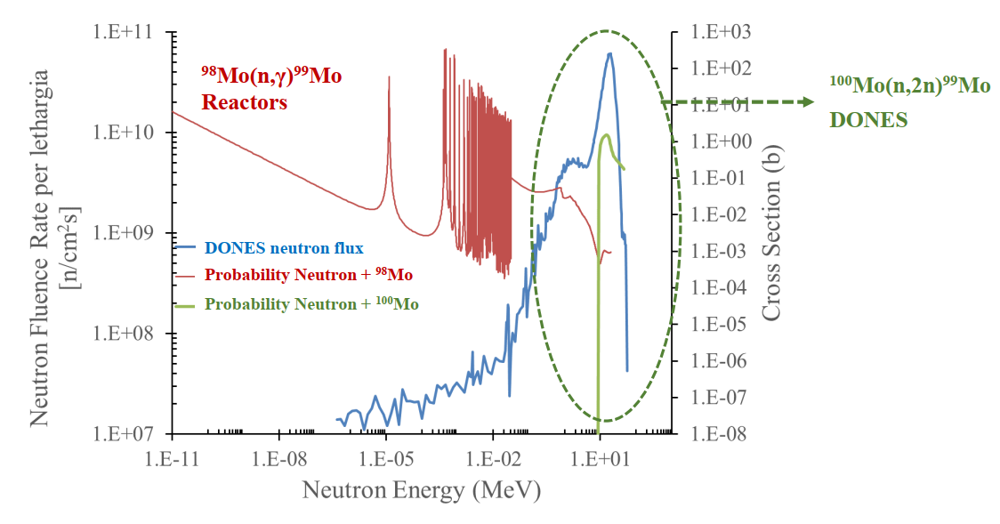 1.E+11
1.E+10
1.E+09
1.E+08
1.E+07
Neutron Fluence Rate per lethargia
[n/cm²s]
⁹⁸Mo(n,γ)⁹⁹Mo
Reactors
DONES neutron flux
Probability Neutron + ⁹⁸Mo
Probability Neutron + ¹⁰⁰Mo
1.E-11
1.E-08
1.E-05
1.E-02
1.E+01
Neutron Energy (MeV)
1.E+03
1.E+02
1.E+01
1.E+00
1.E-01
1.E-02
1.E-03
1.E-04
1.E-05
1.E-06
1.E-07
1.E-08
Cross Section (b)
¹⁰⁰Mo(n,2n)⁹⁹Mo
DONES